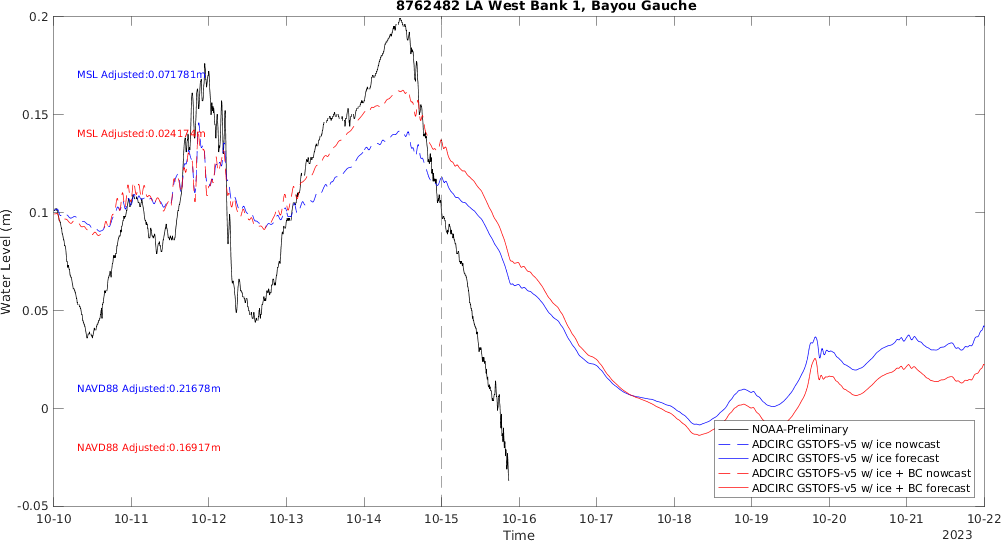 8762482 LA West Bank 1, Bayou Gauche
0.2
0.15
0.1
0.05
0
-0.05
Water Level (m)
MSL Adjusted:0.071781m
MSL Adjusted:0.024174m
NAVD88 Adjusted:0.21678m
NAVD88 Adjusted:0.16917m
NOAA-Preliminary
ADCIRC GSTOFS-v5 w/ ice nowcast
ADCIRC GSTOFS-v5 w/ ice forecast
ADCIRC GSTOFS-v5 w/ ice + BC nowcast
ADCIRC GSTOFS-v5 w/ ice + BC forecast
10-10 10-11 10-12 10-13 10-14 10-15 10-16 10-17 10-18 10-19 10-20 10-21 10-22
Time
2023